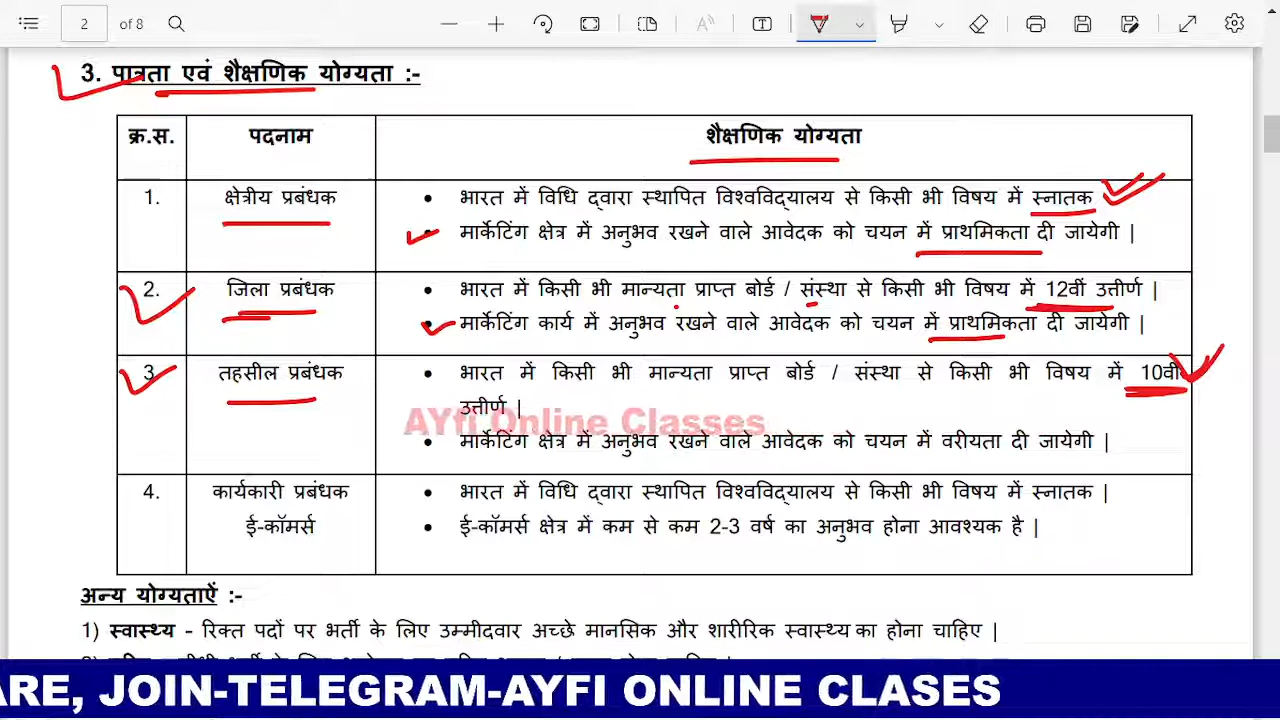 2 of 8
3. पात्रता एवं शैक्षणिक योग्यता :-
क्र.स. पदनाम शैक्षणिक योग्यता
1. क्षेत्रीय प्रबंधक • भारत में विधि द्वारा स्थापित विश्वविद्यालय से किसी भी विषय में स्नातक
• मार्केटिंग क्षेत्र में अनुभव रखने वाले आवेदक को चयन में प्राथमिकता दी जायेगी |
2. जिला प्रबंधक • भारत में किसी भी मान्यता प्राप्त बोर्ड / संस्था से किसी भी विषय में 12वीं उत्तीर्ण |
• मार्केटिंग कार्य में अनुभव रखने वाले आवेदक को चयन में प्राथमिकता दी जायेगी |
3. तहसील प्रबंधक • भारत में किसी भी मान्यता प्राप्त बोर्ड / संस्था से किसी भी विषय में 10वीं
उत्तीर्ण |
AYfi Online Classes
• मार्केटिंग क्षेत्र में अनुभव रखने वाले आवेदक को चयन में वरीयता दी जायेगी |
4. कार्यकारी प्रबंधक • भारत में विधि द्वारा स्थापित विश्वविद्यालय से किसी भी विषय में स्नातक |
ई-कॉमर्स • ई-कॉमर्स क्षेत्र में कम से कम 2-3 वर्ष का अनुभव होना आवश्यक है |
अन्य योग्यताऐं :-
1) स्वास्थ्य - रिक्त पदों पर भर्ती के लिए उम्मीदवार अच्छे मानसिक और शारीरिक स्वास्थ्य का होना चाहिए |
ARE, JOIN-TELEGRAM-AYFI ONLINE CLASES